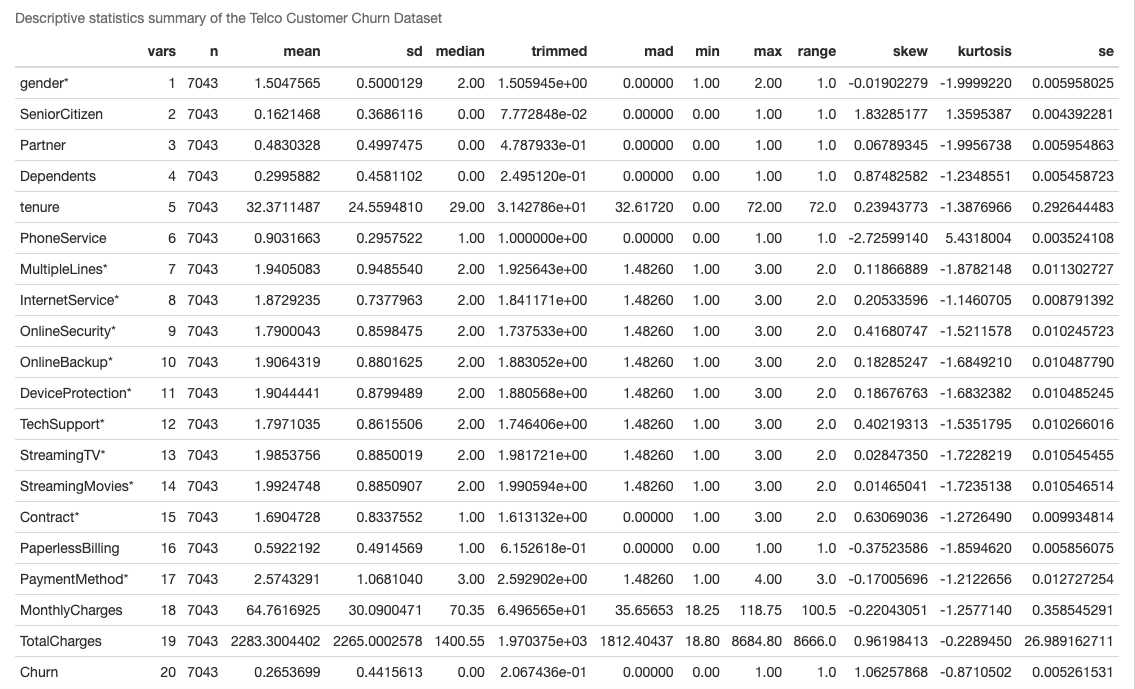 Descriptive statistics summary of the Telco Customer Churn Dataset
vars n mean sd median trimmed mad min max range skew kurtosis se
gender* 1 7043 1.5047565 0.5000129 2.00 1.505945e+00 0.00000 1.00 2.00 1.0 -0.01902279 -1.9999220 0.005958025
SeniorCitizen 2 7043 0.1621468 0.3686116 0.00 7.772848e-02 0.00000 0.00 1.00 1.0 1.83285177 1.3595387 0.004392281
Partner 3 7043 0.4830328 0.4997475 0.00 4.787933e-01 0.00000 0.00 1.00 1.0 0.06789345 -1.9956738 0.005954863
Dependents 4 7043 0.2995882 0.4581102 0.00 2.495120e-01 0.00000 0.00 1.00 1.0 0.87482582 -1.2348551 0.005458723
tenure 5 7043 32.3711487 24.5594810 29.00 3.142786e+01 32.61720 0.00 72.00 72.0 0.23943773 -1.3876966 0.292644483
PhoneService 6 7043 0.9031663 0.2957522 1.00 1.000000e+00 0.00000 0.00 1.00 1.0 -2.72599140 5.4318004 0.003524108
MultipleLines* 7 7043 1.9405083 0.9485540 2.00 1.925643e+00 1.48260 1.00 3.00 2.0 0.11866889 -1.8782148 0.011302727
InternetService* 8 7043 1.8729235 0.7377963 2.00 1.841171e+00 1.48260 1.00 3.00 2.0 0.20533596 -1.1460705 0.008791392
OnlineSecurity* 9 7043 1.7900043 0.8598475 2.00 1.737533e+00 1.48260 1.00 3.00 2.0 0.41680747 -1.5211578 0.010245723
OnlineBackup* 10 7043 1.9064319 0.8801625 2.00 1.883052e+00 1.48260 1.00 3.00 2.0 0.18285247 -1.6849210 0.010487790
DeviceProtection* 11 7043 1.9044441 0.8799489 2.00 1.880568e+00 1.48260 1.00 3.00 2.0 0.18676763 -1.6832382 0.010485245
TechSupport* 12 7043 1.7971035 0.8615506 2.00 1.746406e+00 1.48260 1.00 3.00 2.0 0.40219313 -1.5351795 0.010266016
StreamingTV* 13 7043 1.9853756 0.8850019 2.00 1.981721e+00 1.48260 1.00 3.00 2.0 0.02847350 -1.7228219 0.010545455
StreamingMovies* 14 7043 1.9924748 0.8850907 2.00 1.990594e+00 1.48260 1.00 3.00 2.0 0.01465041 -1.7235138 0.010546514
Contract* 15 7043 1.6904728 0.8337552 1.00 1.613132e+00 0.00000 1.00 3.00 2.0 0.63069036 -1.2726490 0.009934814
PaperlessBilling 16 7043 0.5922192 0.4914569 1.00 6.152618e-01 0.00000 0.00 1.00 1.0 -0.37523586 -1.8594620 0.005856075
PaymentMethod* 17 7043 2.5743291 1.0681040 3.00 2.592902e+00 1.48260 1.00 4.00 3.0 -0.17005696 -1.2122656 0.012727254
MonthlyCharges 18 7043 64.7616925 30.0900471 70.35 6.496565e+01 35.65653 18.25 118.75 100.5 -0.22043051 -1.2577140 0.358545291
TotalCharges 19 7043 2283.3004402 2265.0002578 1400.55 1.970375e+03 1812.40437 18.80 8684.80 8666.0 0.96198413 -0.2289450 26.989162711
Churn 20 7043 0.2653699 0.4415613 0.00 2.067436e-01 0.00000 0.00 1.00 1.0 1.06257868 -0.8710502 0.005261531